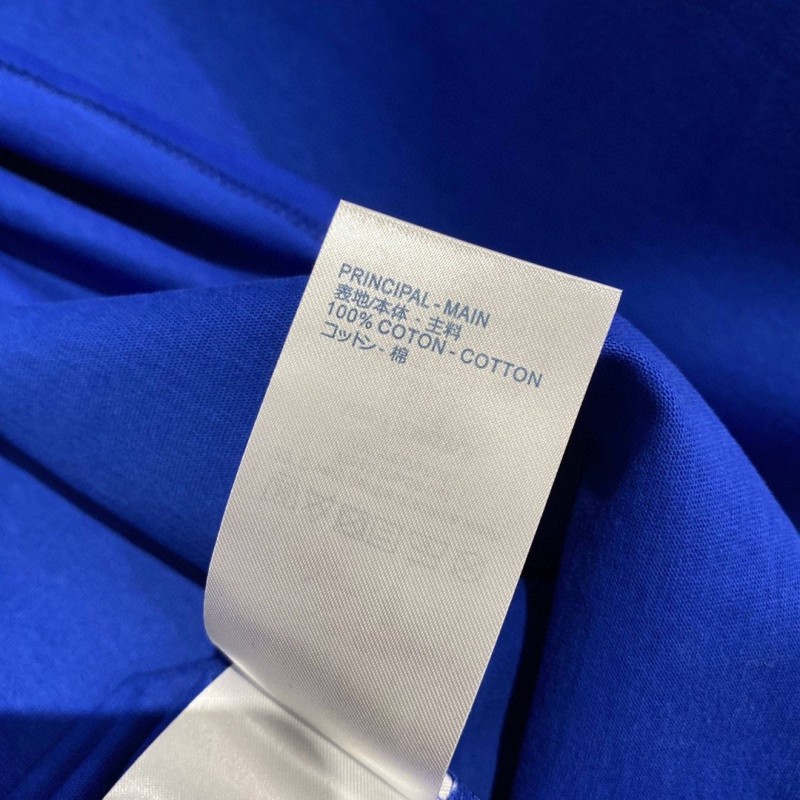 PRINCIPAL - MAIN
表地/本体 - 主料
100% COTON - COTTON
コットン - 棉